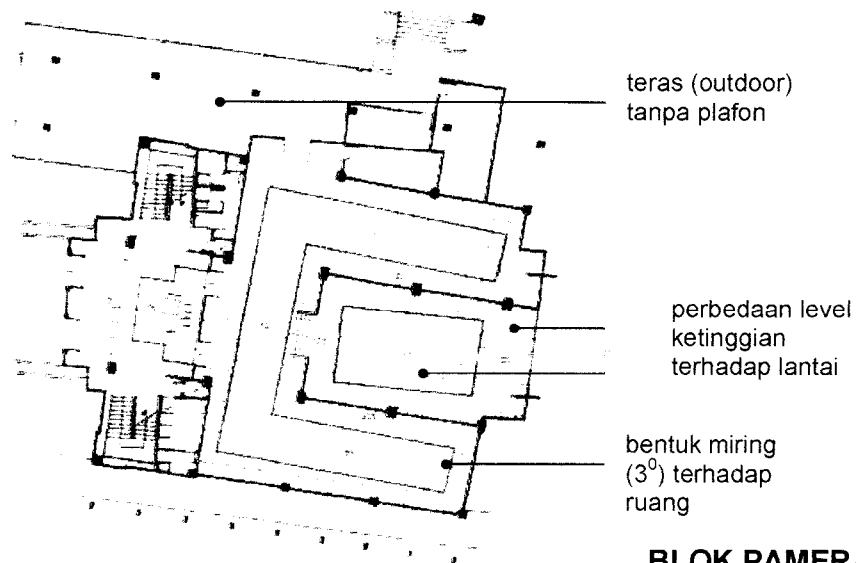 teras (outdoor)
tanpa plafon
perbedaan level
ketinggian
terhadap lantai
bentuk miring
(3⁰) terhadap
ruang
BLOK PAMER